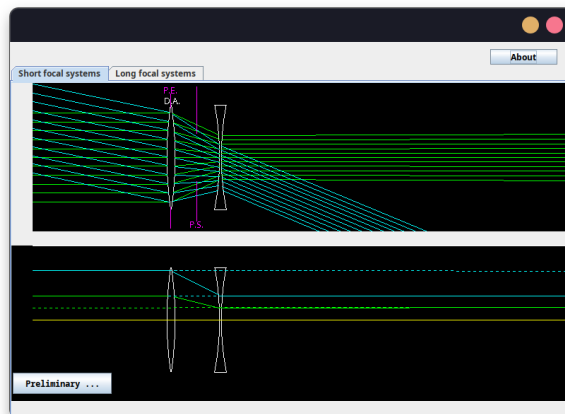 About
Short focal systems Long focal systems
P.E.
D.A.
P.S.
Preliminary ...